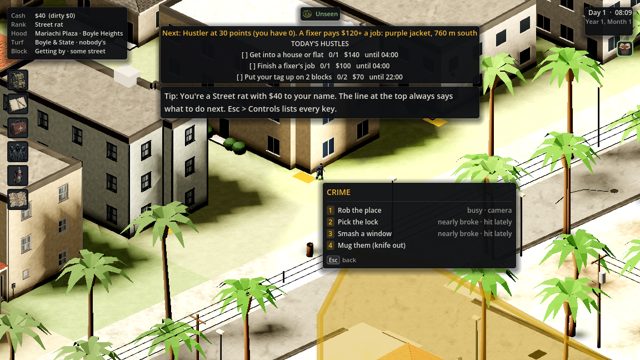 Cash $40 (dirty $0)
Rank Street rat
Hood Mariachi Plaza · Boyle Heights
Turf Boyle & State · nobody's
Block Getting by · some street
Unseen
Day 1 · 08:09
Year 1, Month 1
Next: Hustler at 30 points (you have 0). A fixer pays $120+ a job: purple jacket, 760 m south
TODAY'S HUSTLES
[ ] Get into a house or flat 0/1 $140 until 04:00
[ ] Finish a fixer's job 0/1 $100 until 04:00
[ ] Put your tag up on 2 blocks 0/2 $70 until 22:00
Tip: You're a Street rat with $40 to your name. The line at the top always says
what to do next. Esc > Controls lists every key.
CRIME
1 Rob the place busy · camera
2 Pick the lock nearly broke · hit lately
3 Smash a window nearly broke · hit lately
4 Mug them (knife out)
Esc back